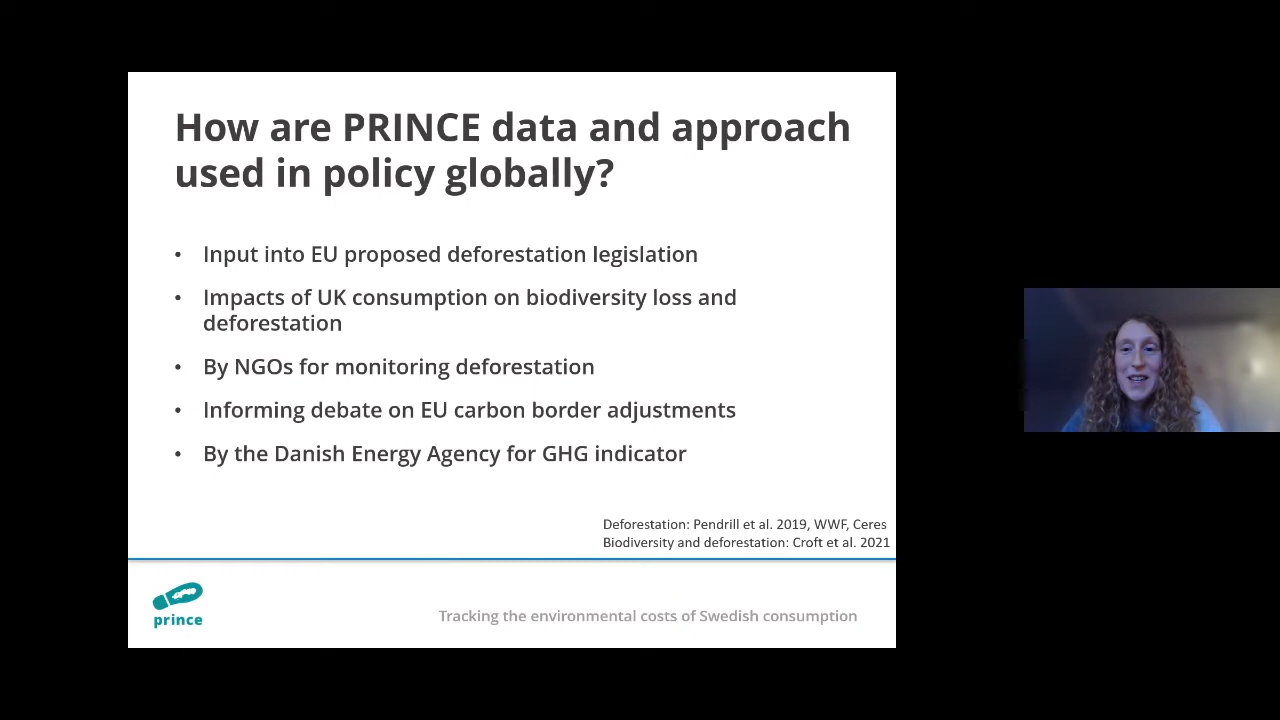 How are PRINCE data and approach
used in policy globally?
• Input into EU proposed deforestation legislation
• Impacts of UK consumption on biodiversity loss and
deforestation
• By NGOs for monitoring deforestation
• Informing debate on EU carbon border adjustments
• By the Danish Energy Agency for GHG indicator
Deforestation: Pendrill et al. 2019, WWF, Ceres
Biodiversity and deforestation: Croft et al. 2021
prince
Tracking the environmental costs of Swedish consumption